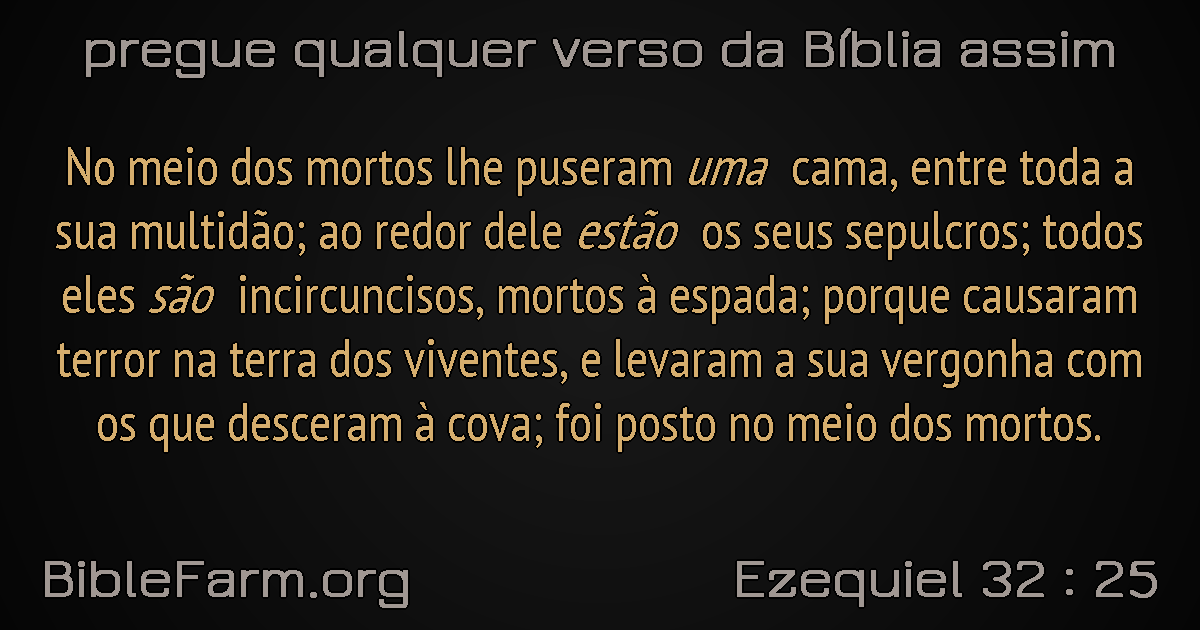 pregue qualquer verso da Bíblia assim
No meio dos mortos lhe puseram uma cama, entre toda a
sua multidão; ao redor dele estão os seus sepulcros; todos
eles são incircuncisos, mortos à espada; porque causaram
terror na terra dos viventes, e levaram a sua vergonha com
os que desceram à cova; foi posto no meio dos mortos.
BibleFarm.org
Ezequiel 32 : 25